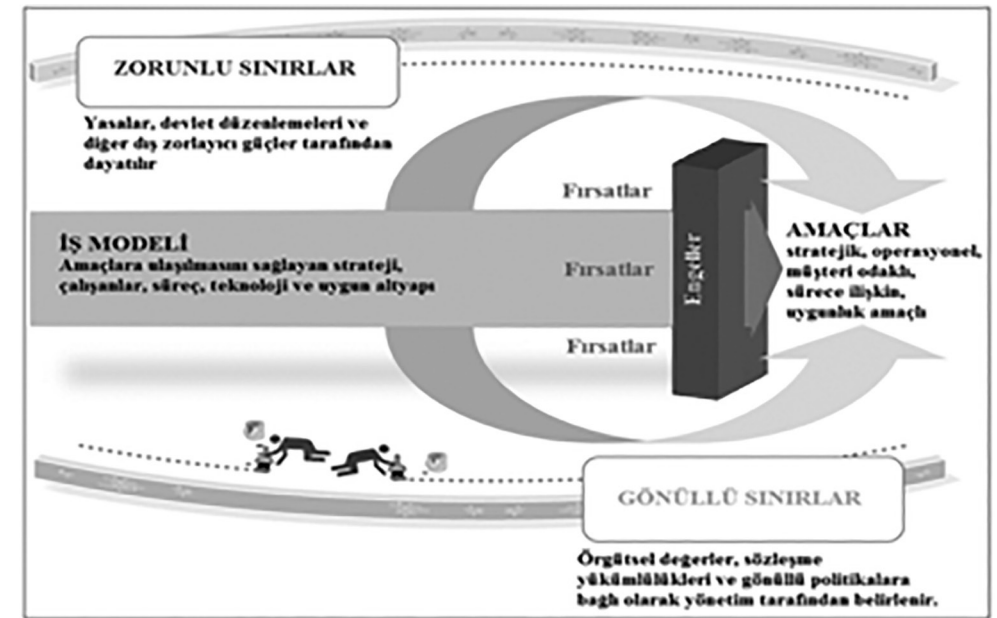 ZORUNLU SINIRLAR
Yasalar, devlet düzenlemeleri ve
diğer dış zorlayıcı güçler tarafından
dayatılır
Fırsatlar
İŞ MODELİ
Amaçlara ulaşılmasını sağlayan strateji,
çalışanlar, süreç, teknoloji ve uygun altyapı
Fırsatlar
Fırsatlar
Engeller
AMAÇLAR
stratejik, operasyonel,
müşteri odaklı,
sürece ilişkin,
uygunluk amaçlı
GÖNÜLLÜ SINIRLAR
Örgütsel değerler, sözleşme
yükümlülükleri ve gönüllü politikalara
bağlı olarak yönetim tarafından belirlenir.